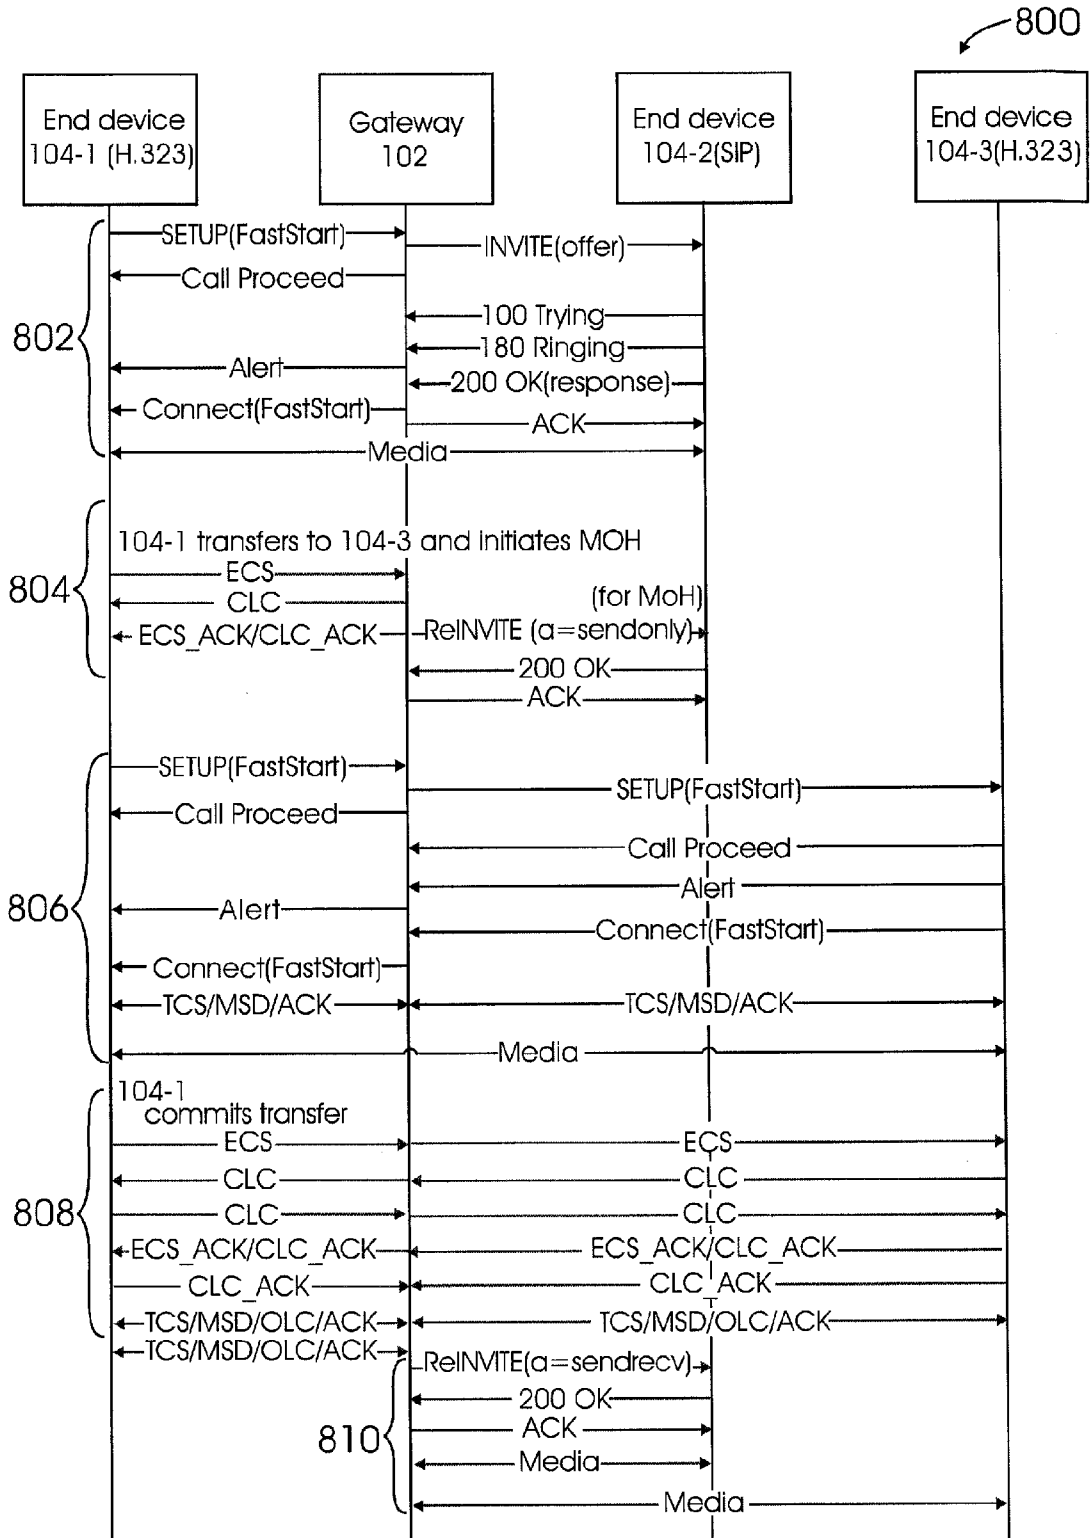 800
End device
104-1 (H.323)
Gateway
102
End device
104-2(SIP)
End device
104-3(H.323)
802
SETUP(FastStart)
INVITE(offer)
Call Proceed
100 Trying
180 Ringing
Alert
200 OK(response)
Connect(FastStart)
ACK
Media
804
104-1 transfers to 104-3 and initiates MOH
ECS
CLC
(for MoH)
ECS_ACK/CLC_ACK
ReINVITE (a=sendonly)
200 OK
ACK
806
SETUP(FastStart)
SETUP(FastStart)
Call Proceed
Call Proceed
Alert
Alert
Connect(FastStart)
Connect(FastStart)
TCS/MSD/ACK
TCS/MSD/ACK
Media
808
104-1
commits transfer
ECS
ECS
CLC
CLC
CLC
CLC
ECS_ACK/CLC_ACK
ECS_ACK/CLC_ACK
CLC_ACK
CLC_ACK
TCS/MSD/OLC/ACK
TCS/MSD/OLC/ACK
TCS/MSD/OLC/ACK
810
ReINVITE(a=sendrecv)
200 OK
ACK
Media
Media